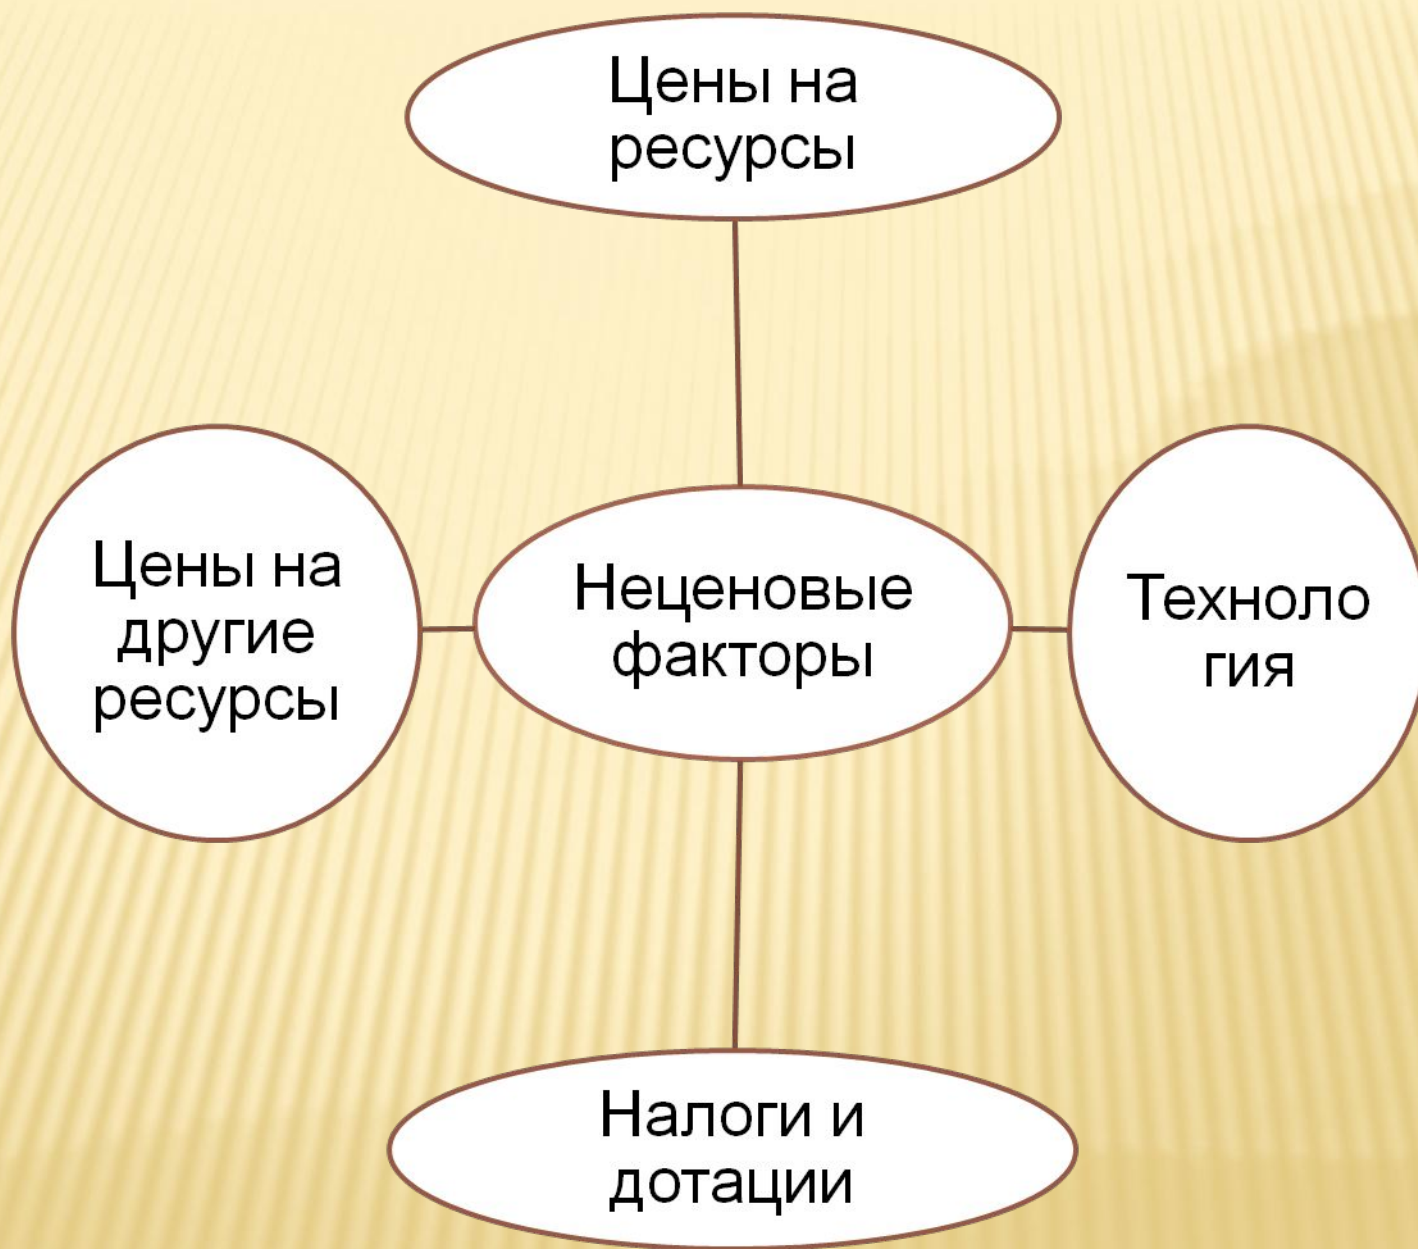 Цены на
ресурсы
Цены на
другие
ресурсы
Неценовые
факторы
Техноло
гия
Налоги и
дотации